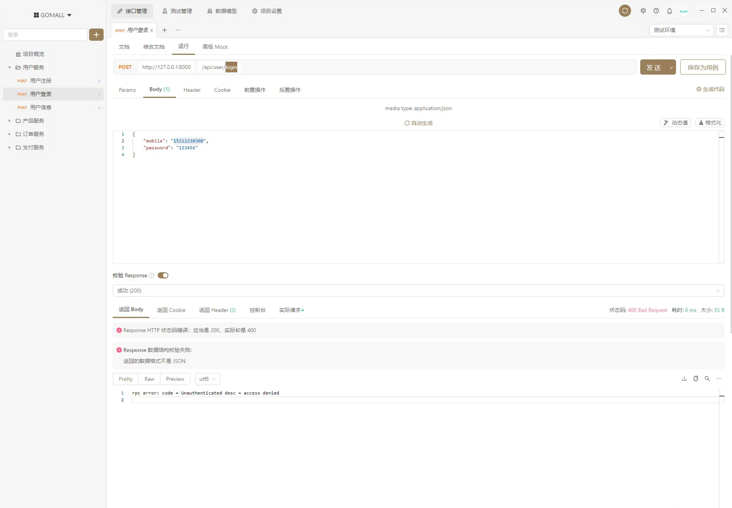 GOMALL
搜索
项目概览
用户服务
POST 用户注册
POST 用户登录
POST 用户信息
产品服务
订单服务
支付服务
接口管理 测试管理 数据模型 项目设置
POST 用户登录
测试环境
文档 修改文档 运行 高级 Mock
POST http://127.0.0.1:8000 /api/user/login 发 送 保存为用例
Params Body (1) Header Cookie 前置操作 后置操作 生成代码
media type: application/json
自动生成 动态值 格式化
1 {
2 "mobile": "15212230300",
3 "password": "123456"
4 }
校验 Response
成功 (200)
返回 Body 返回 Cookie 返回 Header (5) 控制台 实际请求 状态码: 400 Bad Request 耗时: 6 ms 大小: 55 B
Response HTTP 状态码错误：应当是 200，实际却是 400
Response 数据结构校验失败:
返回的数据格式不是 JSON
Pretty Raw Preview utf8
1 rpc error: code = Unauthenticated desc = access denied
2